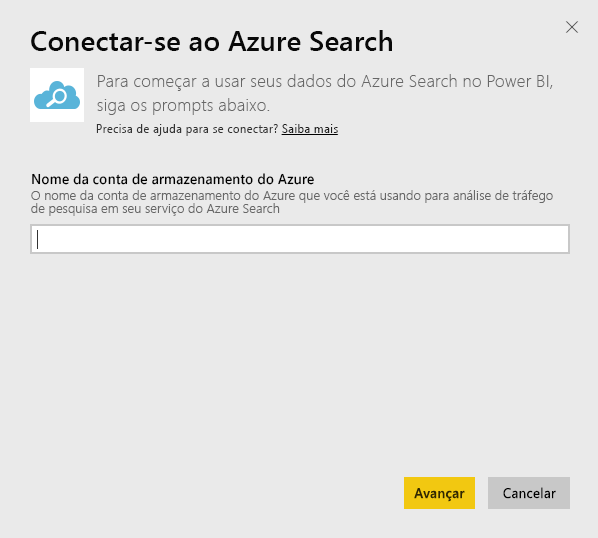 Conectar-se ao Azure Search
Para começar a usar seus dados do Azure Search no Power BI,
siga os prompts abaixo.
Precisa de ajuda para se conectar? Saiba mais
Nome da conta de armazenamento do Azure
O nome da conta de armazenamento do Azure que você está usando para análise de tráfego
de pesquisa em seu serviço do Azure Search
Avançar
Cancelar